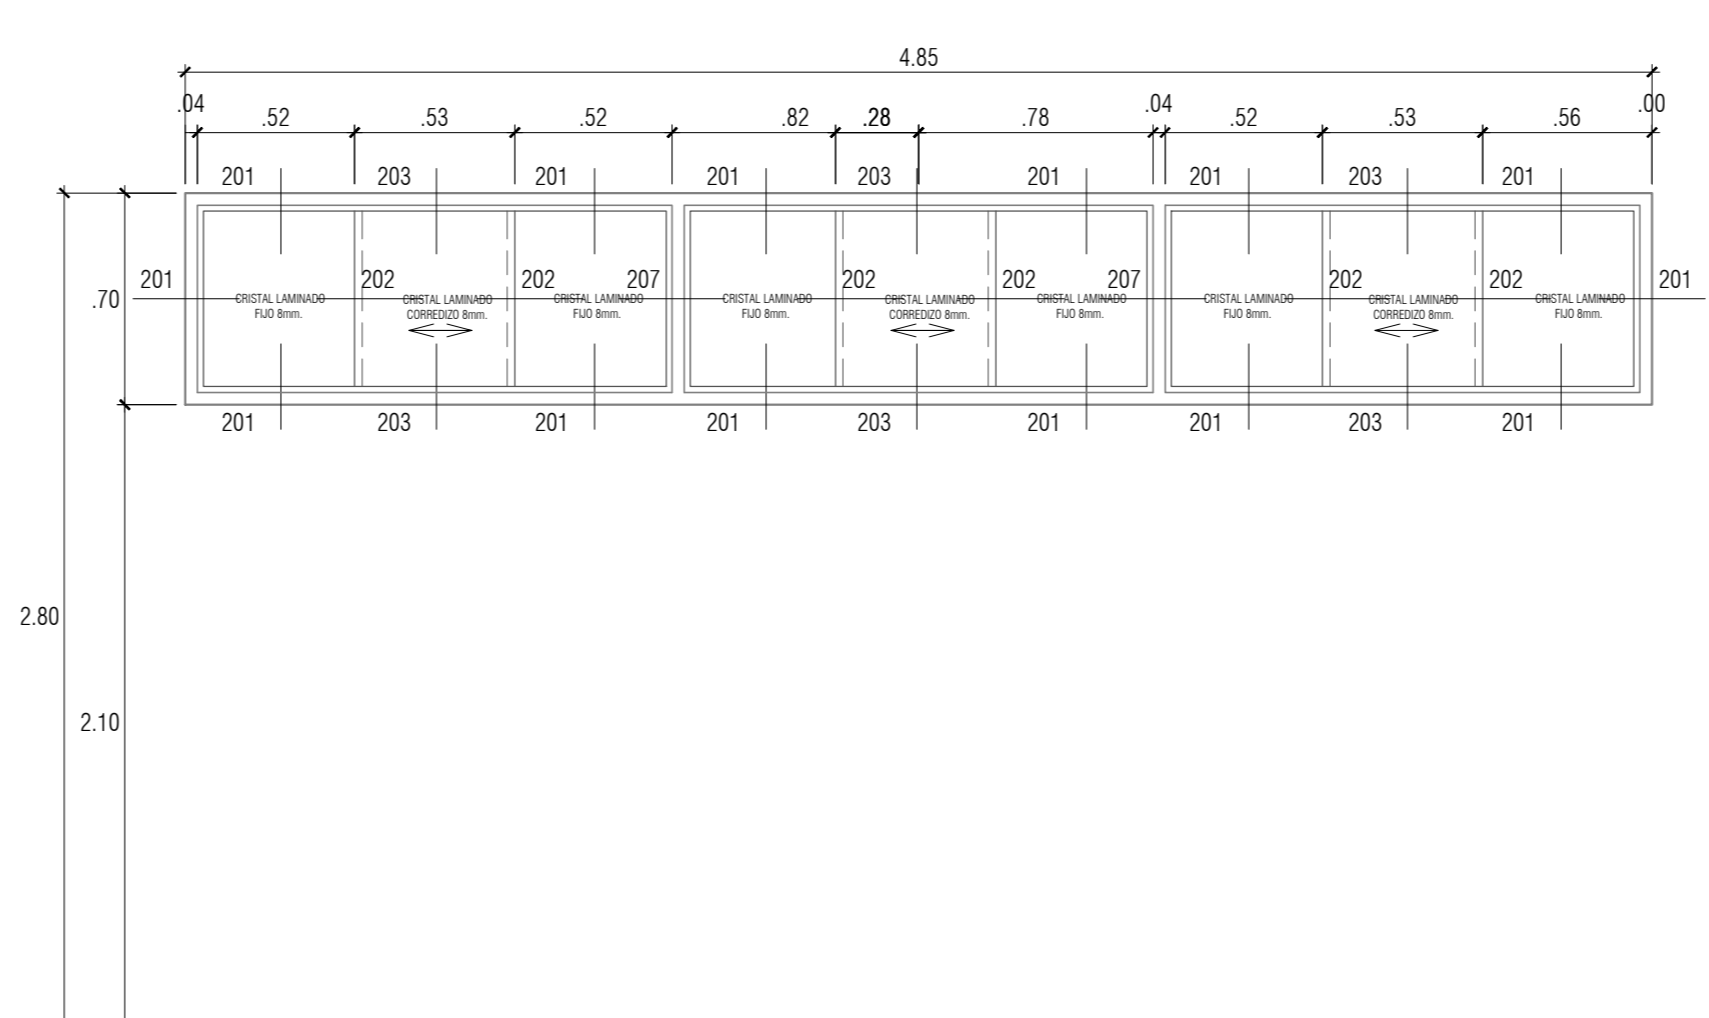 4.85
.04 .52 .53 .52 .82 .28 .78 .04 .52 .53 .56 .00
201 203 201 201 203 201 201 203 201
201 202 202 207 202 202 207 202 202 201
.70
CRISTAL LAMINADO
FIJO 8mm.
CRISTAL LAMINADO
CORREDIZO 8mm.
CRISTAL LAMINADO
FIJO 8mm.
CRISTAL LAMINADO
FIJO 8mm.
CRISTAL LAMINADO
CORREDIZO 8mm.
CRISTAL LAMINADO
FIJO 8mm.
CRISTAL LAMINADO
FIJO 8mm.
CRISTAL LAMINADO
CORREDIZO 8mm.
CRISTAL LAMINADO
FIJO 8mm.
201 203 201 201 203 201 201 203 201
2.80
2.10